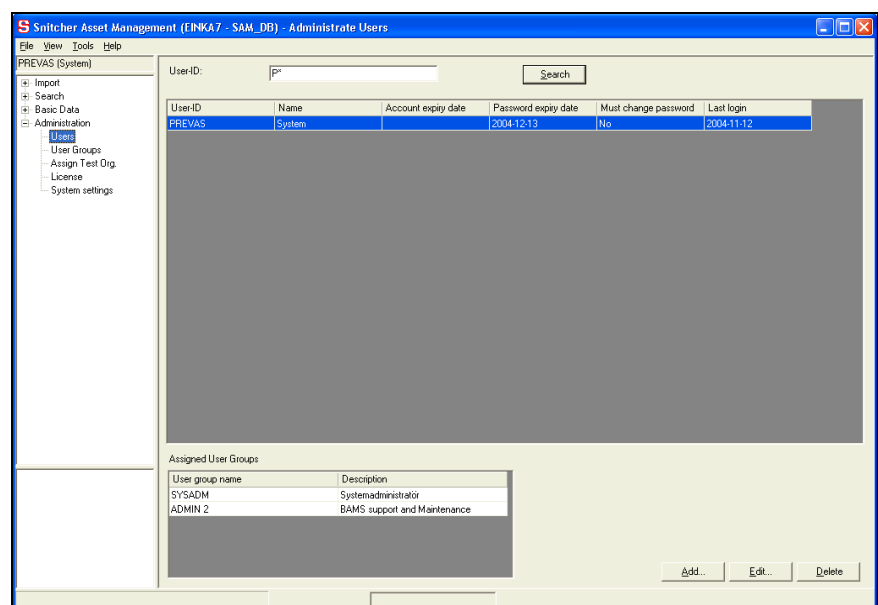 S Snitcher Asset Management (EINKA7 - SAM_DB) - Administrate Users
File View Tools Help
PREVAS (System)
Import
Search
Basic Data
Administration
Users
User Groups
Assign Test Org.
License
System settings
User-ID: P* Search
User-ID Name Account expiry date Password expiry date Must change password Last login
PREVAS System 2004-12-13 No 2004-11-12
Assigned User Groups
User group name Description
SYSADM Systemadministratör
ADMIN 2 BAMS support and Maintenance
Add... Edit... Delete